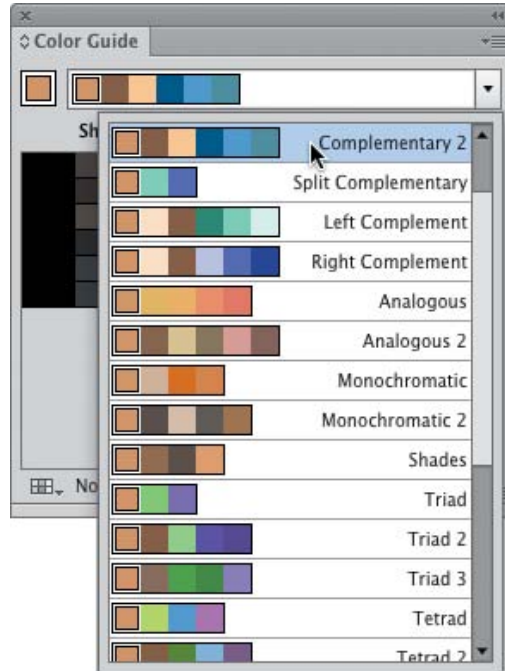 Color Guide
Sh
Complementary 2
Split Complementary
Left Complement
Right Complement
Analogous
Analogous 2
Monochromatic
Monochromatic 2
Shades
No
Triad
Triad 2
Triad 3
Tetrad
Tetrad 2